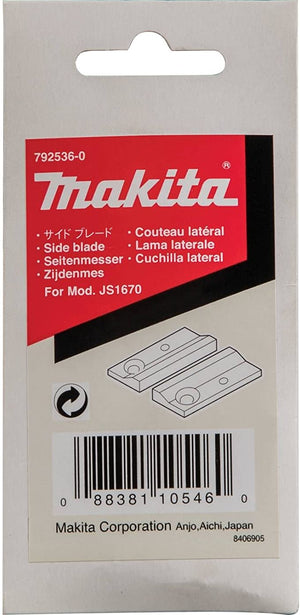 792536-0
makita®
・サイド ブレード ・Couteau latéral
・Side blade ・Lama laterale
・Seitenmesser ・Cuchilla lateral
・Zijdenmes
For Mod. JS1670
0 88381 10546 0
Makita Corporation Anjo,Aichi,Japan
8406905